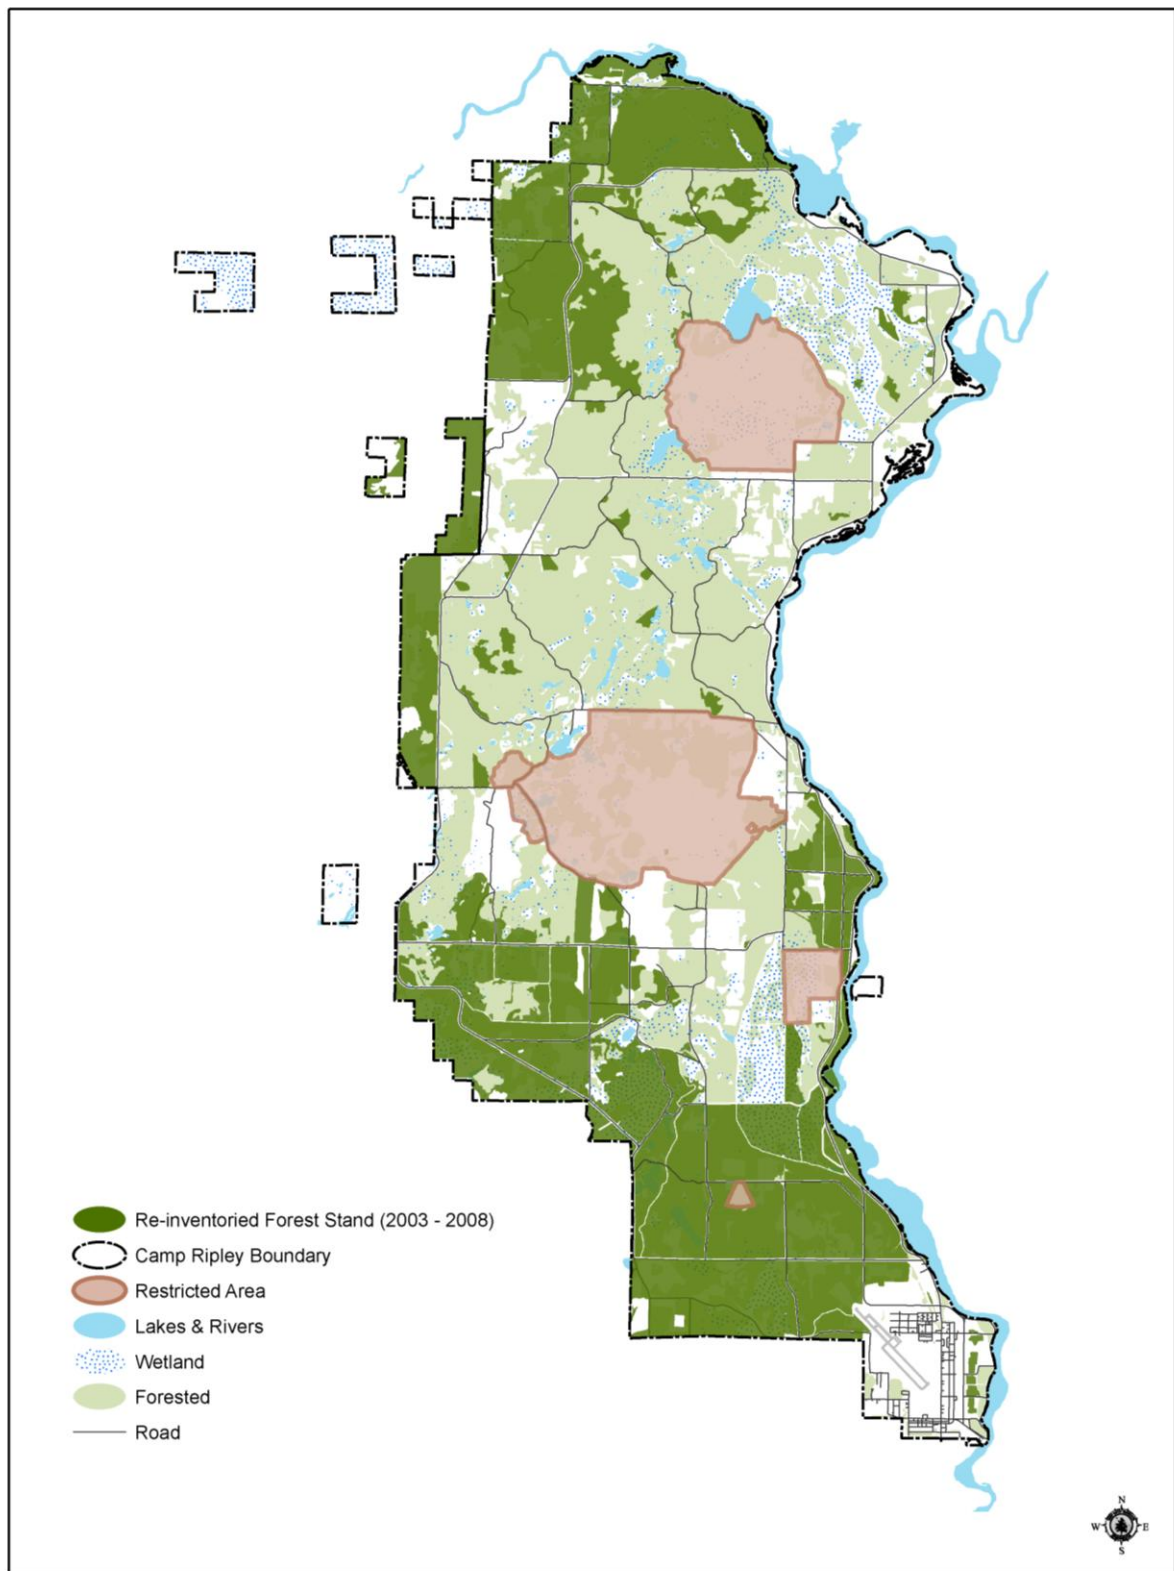 Re-inventoried Forest Stand (2003 - 2008)
Camp Ripley Boundary
Restricted Area
Lakes & Rivers
Wetland
Forested
Road
N
W E
S